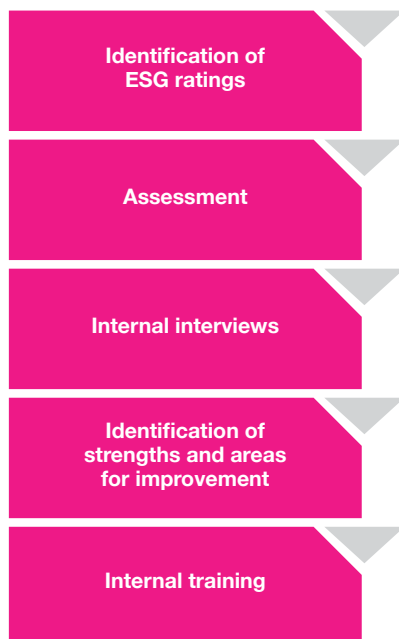 Identification of
ESG ratings
Assessment
Internal interviews
Identification of
strengths and areas
for improvement
Internal training